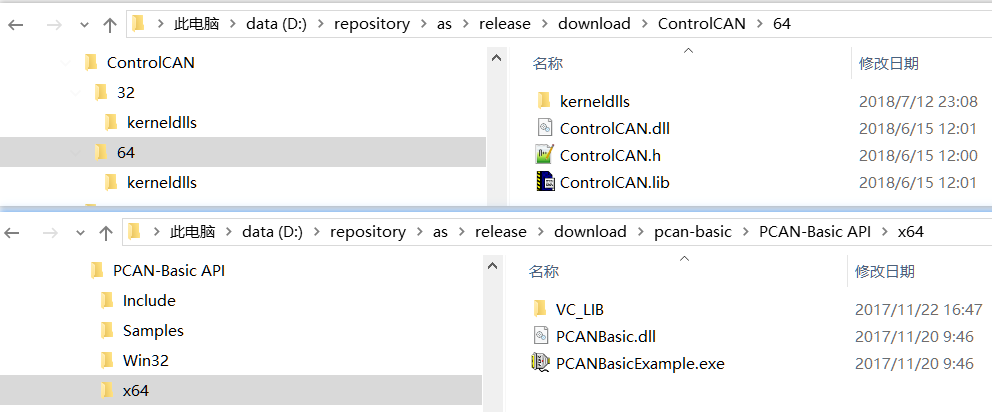 此电脑 > data (D:) > repository > as > release > download > ControlCAN > 64
ControlCAN
32
kerneldlls
64
kerneldlls
名称 修改日期
kerneldlls 2018/7/12 23:08
ControlCAN.dll 2018/6/15 12:01
ControlCAN.h 2018/6/15 12:00
ControlCAN.lib 2018/6/15 12:01
此电脑 > data (D:) > repository > as > release > download > pcan-basic > PCAN-Basic API > x64
PCAN-Basic API
Include
Samples
Win32
x64
名称 修改日期
VC_LIB 2017/11/22 16:47
PCANBasic.dll 2017/11/20 9:46
PCANBasicExample.exe 2017/11/20 9:46